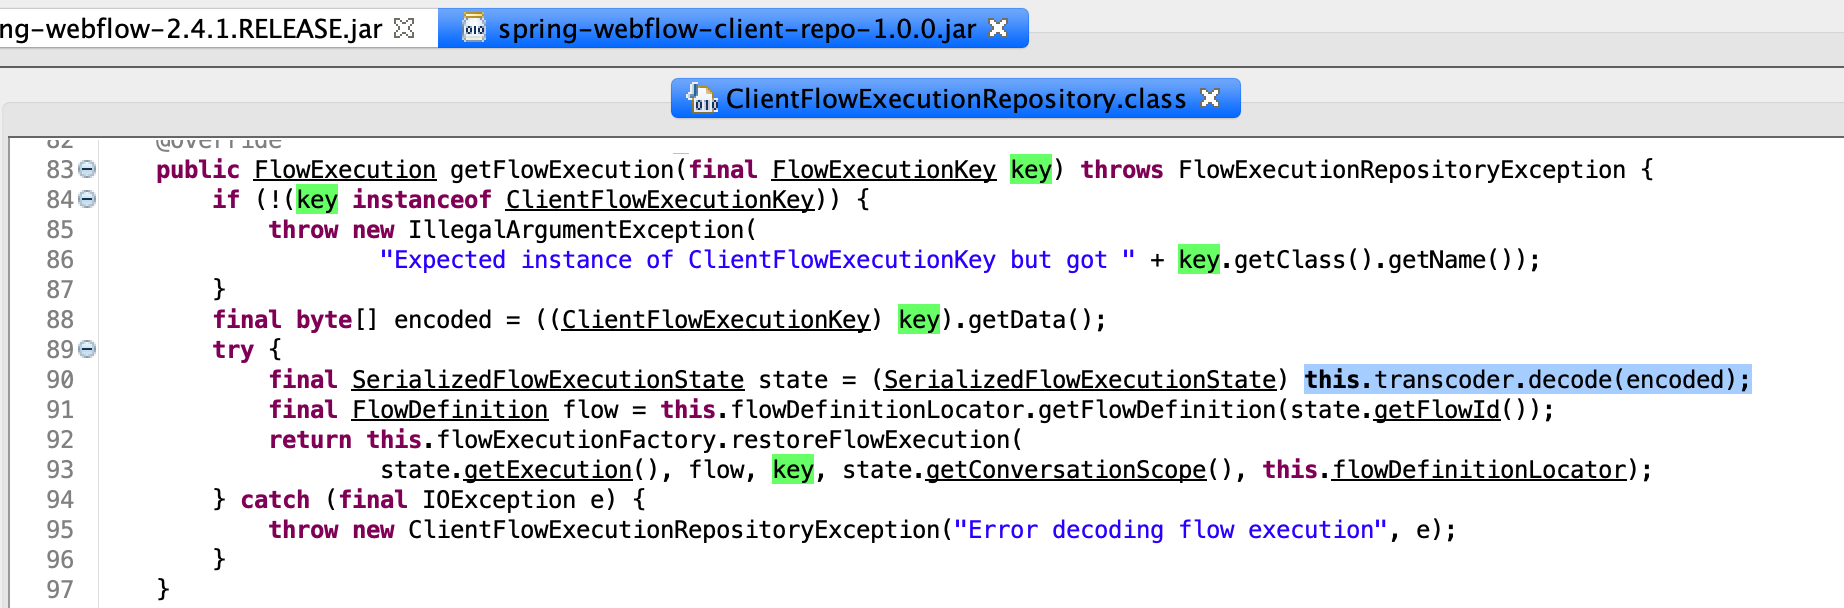 ng-webflow-2.4.1.RELEASE.jar spring-webflow-client-repo-1.0.0.jar
ClientFlowExecutionRepository.class
82 @Override
83 public FlowExecution getFlowExecution(final FlowExecutionKey key) throws FlowExecutionRepositoryException {
84 if (!(key instanceof ClientFlowExecutionKey)) {
85 throw new IllegalArgumentException(
86 "Expected instance of ClientFlowExecutionKey but got " + key.getClass().getName());
87 }
88 final byte[] encoded = ((ClientFlowExecutionKey) key).getData();
89 try {
90 final SerializedFlowExecutionState state = (SerializedFlowExecutionState) this.transcoder.decode(encoded);
91 final FlowDefinition flow = this.flowDefinitionLocator.getFlowDefinition(state.getFlowId());
92 return this.flowExecutionFactory.restoreFlowExecution(
93 state.getExecution(), flow, key, state.getConversationScope(), this.flowDefinitionLocator);
94 } catch (final IOException e) {
95 throw new ClientFlowExecutionRepositoryException("Error decoding flow execution", e);
96 }
97 }